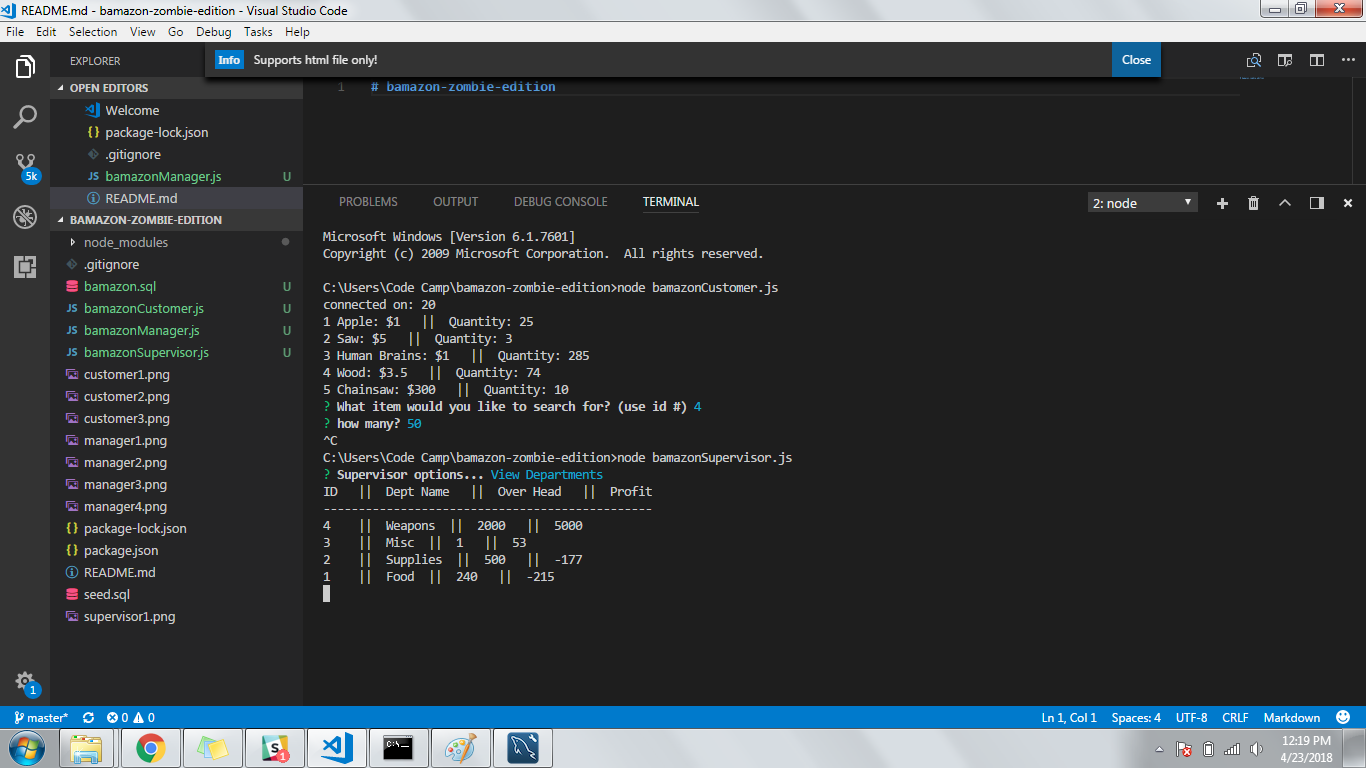 README.md - bamazon-zombie-edition - Visual Studio Code
File Edit Selection View Go Debug Tasks Help
EXPLORER
Info Supports html file only! Close
OPEN EDITORS
Welcome
{} package-lock.json
.gitignore
JS bamazonManager.js U
README.md
BAMAZON-ZOMBIE-EDITION
node_modules
.gitignore
bamazon.sql U
JS bamazonCustomer.js U
JS bamazonManager.js U
JS bamazonSupervisor.js U
customer1.png
customer2.png
customer3.png
manager1.png
manager2.png
manager3.png
manager4.png
{} package-lock.json
{} package.json
README.md
seed.sql
supervisor1.png
5k
1
1 # bamazon-zombie-edition
PROBLEMS OUTPUT DEBUG CONSOLE TERMINAL 2: node
Microsoft Windows [Version 6.1.7601]
Copyright (c) 2009 Microsoft Corporation.  All rights reserved.
C:\Users\Code Camp\bamazon-zombie-edition>node bamazonCustomer.js
connected on: 20
1 Apple: $1   ||  Quantity: 25
2 Saw: $5   ||  Quantity: 3
3 Human Brains: $1   ||  Quantity: 285
4 Wood: $3.5   ||  Quantity: 74
5 Chainsaw: $300   ||  Quantity: 10
? What item would you like to search for? (use id #) 4
? how many? 50
^C
C:\Users\Code Camp\bamazon-zombie-edition>node bamazonSupervisor.js
? Supervisor options... View Departments
ID   ||  Dept Name   ||  Over Head   ||  Profit
-----------------------------------------------
4    ||  Weapons  ||  2000   ||  5000
3    ||  Misc  ||  1   ||  53
2    ||  Supplies  ||  500   ||  -177
1    ||  Food  ||  240   ||  -215
master* 0 0 Ln 1, Col 1 Spaces: 4 UTF-8 CRLF Markdown
S 1
C:\
12:19 PM
4/23/2018